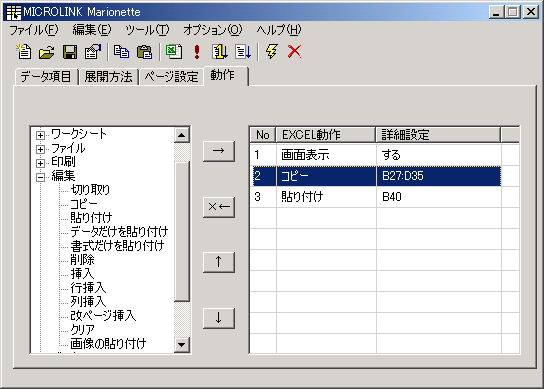 MICROLINK Marionette
ファイル(F) 編集(E) ツール(T) オプション(O) ヘルプ(H)
データ項目 展開方法 ページ設定 動作
ワークシート
ファイル
印刷
編集
切り取り
コピー
貼り付け
データだけを貼り付け
書式だけを貼り付け
削除
挿入
行挿入
列挿入
改ページ挿入
クリア
画像の貼り付け
→
×←
↑
↓
No EXCEL動作 詳細設定
1 画面表示 する
2 コピー B27:D35
3 貼り付け B40